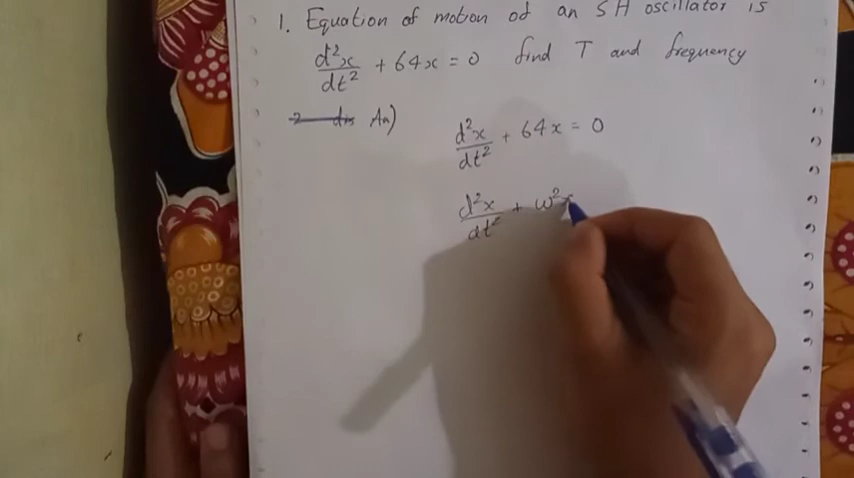 1. Equation of motion of an SH oscillator is
d²x/dt² + 64x = 0 find T and frequency
An)
d²x/dt² + 64x = 0
d²x/dt² + ω²x